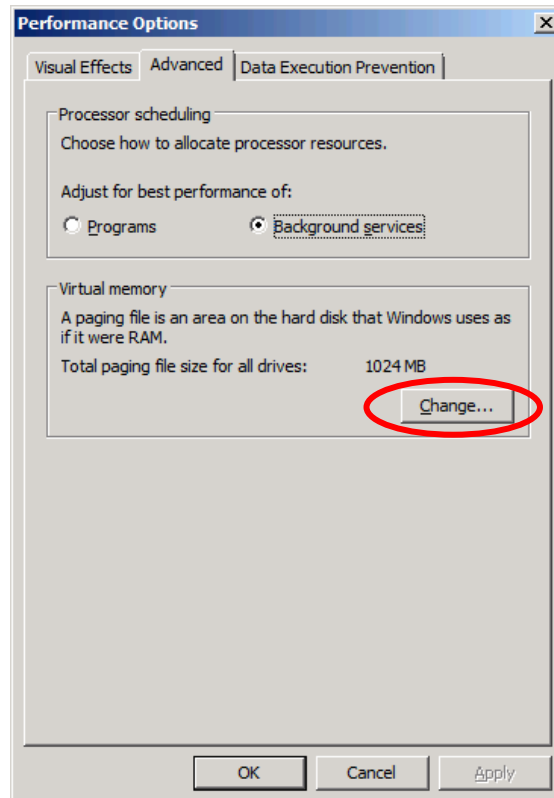 Performance Options
Visual Effects
Advanced
Data Execution Prevention
Processor scheduling
Choose how to allocate processor resources.
Adjust for best performance of:
Programs
Background services
Virtual memory
A paging file is an area on the hard disk that Windows uses as
if it were RAM.
Total paging file size for all drives: 1024 MB
Change...
OK
Cancel
Apply